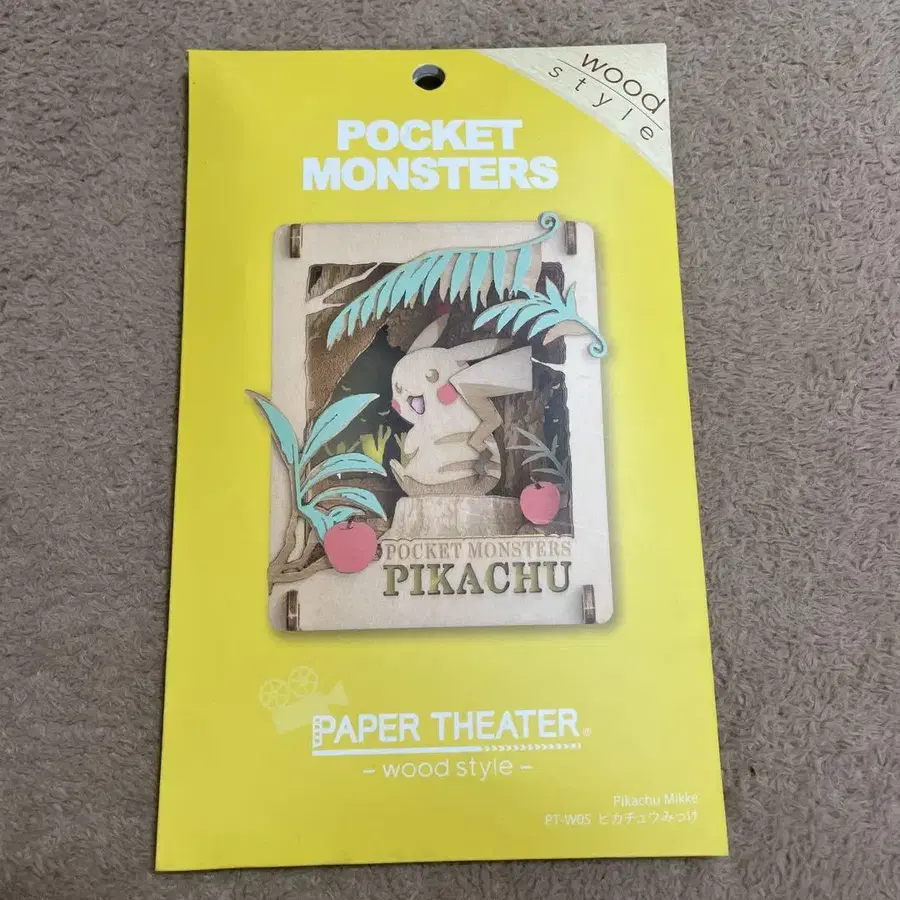 wood
style
POCKET
MONSTERS
POCKET MONSTERS
PIKACHU
PAPER THEATER®
- wood style -
Pikachu Mikke
PT-W05 ピカチュウみっけ